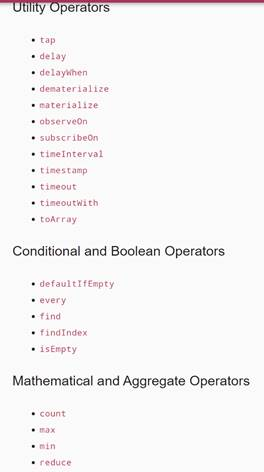 Utility Operators
tap
delay
delayWhen
dematerialize
materialize
observeOn
subscribeOn
timeInterval
timestamp
timeout
timeoutWith
toArray
Conditional and Boolean Operators
defaultIfEmpty
every
find
findIndex
isEmpty
Mathematical and Aggregate Operators
count
max
min
reduce